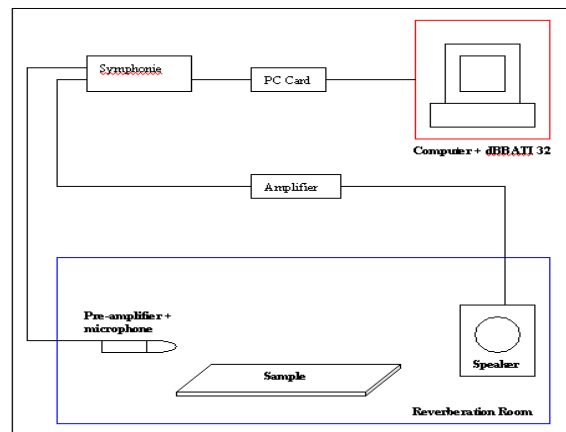 Symphonie
PC Card
Computer + dBBATI 32
Amplifier
Pre-amplifier +
microphone
Sample
Speaker
Reverberation Room